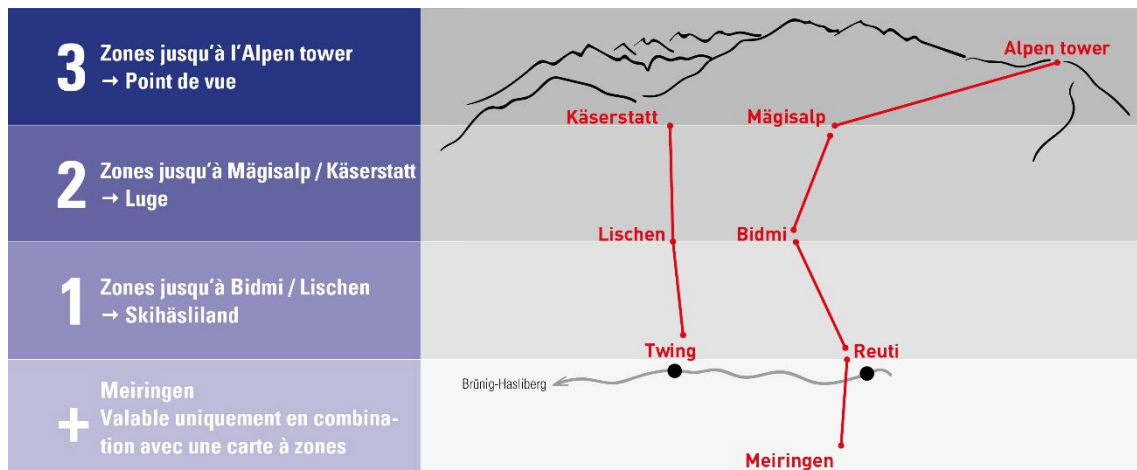 3
Zones jusqu'à l'Alpen tower
→ Point de vue
Alpen tower
Käserstatt
Mägisalp
2
Zones jusqu'à Mägisalp / Käserstatt
→ Luge
Lischen
Bidmi
1
Zones jusqu'à Bidmi / Lischen
→ Skihäsliland
Twing
Reuti
+
Meiringen
Valable uniquement en combina-
tion avec une carte à zones
Brünig-Hasliberg
Meiringen